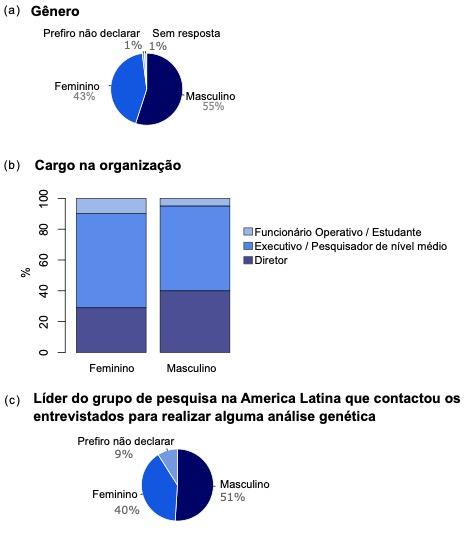 (a) Gênero
Prefiro não declarar Sem resposta
1% 1%
Feminino
43%
Masculino
55%
(b) Cargo na organização
100
80
60
40
20
0
%
Feminino Masculino
Funcionário Operativo / Estudante
Executivo / Pesquisador de nível médio
Diretor
(c) Líder do grupo de pesquisa na America Latina que contactou os
entrevistados para realizar alguma análise genética
Prefiro não declarar
9%
Feminino
40%
Masculino
51%